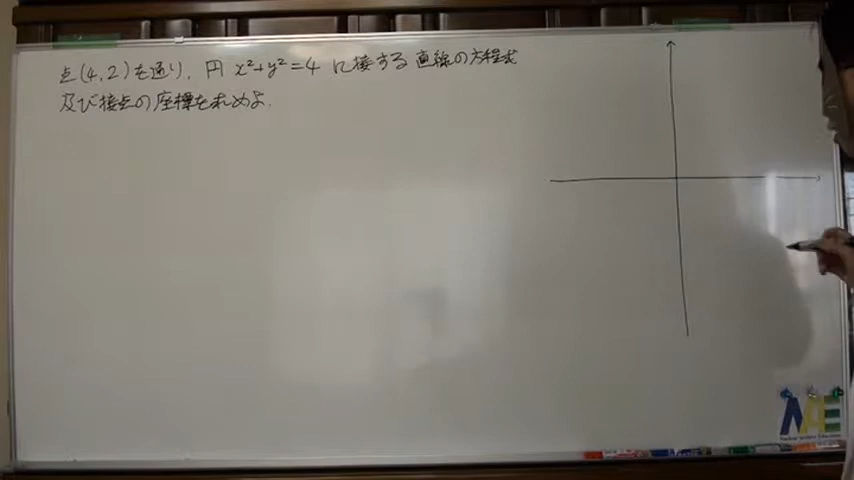 点(4,2)を通り、円 x²+y²=4 に接する直線の方程式
及び接点の座標を求めよ.